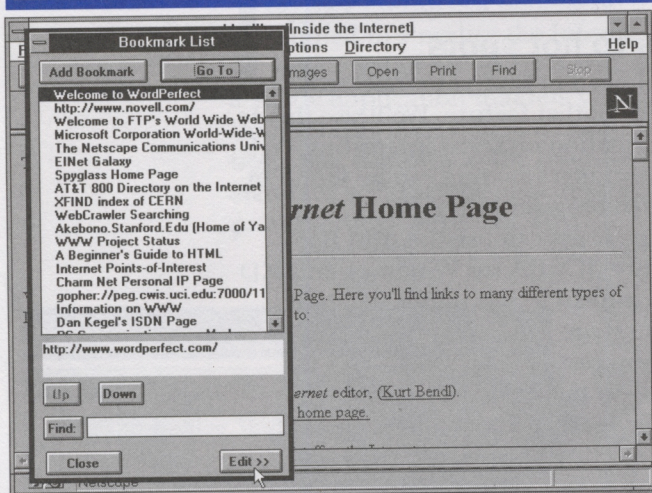 Inside the Internet]
Bookmark List
ptions Directory Help
Add Bookmark Go To
mages Open Print Find Stop
N
Welcome to WordPerfect
http://www.novell.com/
Welcome to FTP's World Wide Web
Microsoft Corporation World-Wide-W
The Netscape Communications Univ
EINet Galaxy
Spyglass Home Page
AT&T 800 Directory on the Internet
XFIND index of CERN
WebCrawler Searching
Akebono.Stanford.Edu (Home of Ya
WWW Project Status
A Beginner's Guide to HTML
Internet Points-of-Interest
Charm Net Personal IP Page
gopher://peg.cwis.uci.edu:7000/11
Information on WWW
Dan Kegel's ISDN Page
http://www.wordperfect.com/
Up Down
Find:
Close Edit >>
rnet Home Page
Page. Here you'll find links to many different types of
to:
ernet editor, (Kurt Bendl).
home page.
Netscape